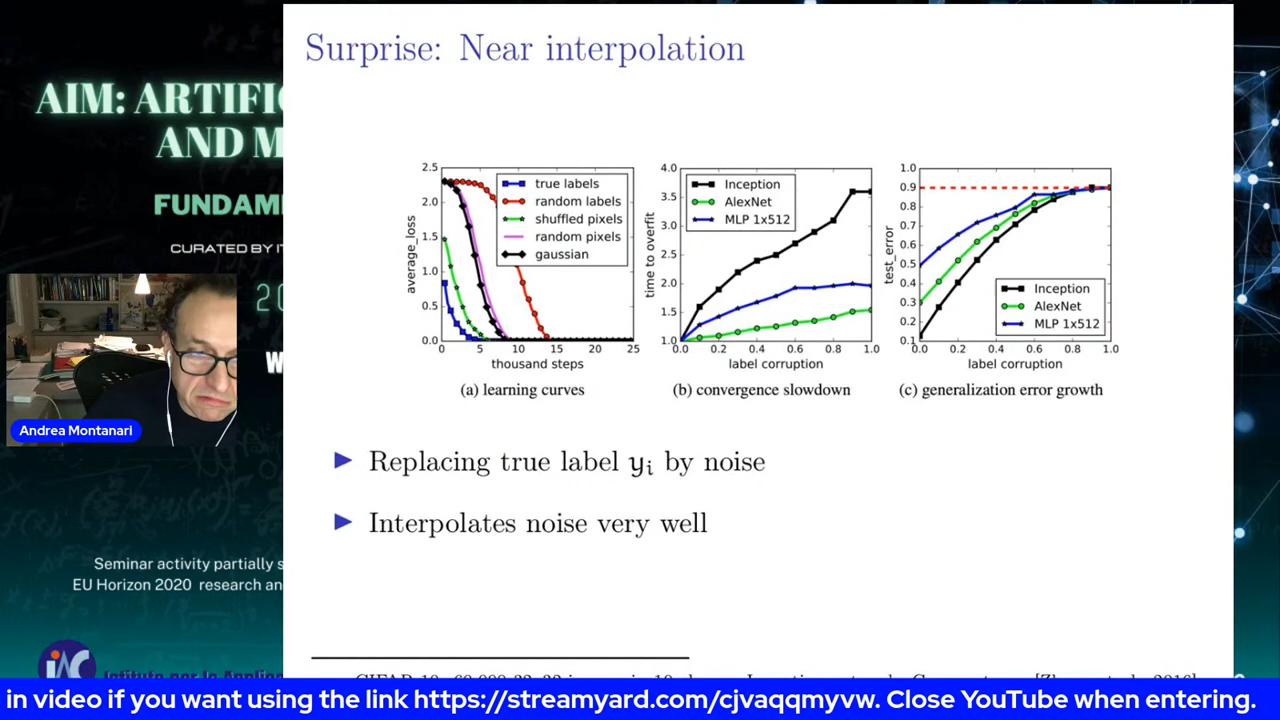 Surprise: Near interpolation
AIM: ARTIFIC
AND M
FUNDAM
CURATED BY IT
20
W
Andrea Montanari
Seminar activity partially s
EU Horizon 2020 research an
IAC
2.5
2.0
1.5
1.0
0.5
0.0
average_loss
true labels
random labels
shuffled pixels
random pixels
gaussian
0 5 10 15 20 25
thousand steps
(a) learning curves
4.0
3.5
3.0
2.5
2.0
1.5
1.0
time to overfit
Inception
AlexNet
MLP 1x512
0.0 0.2 0.4 0.6 0.8 1.0
label corruption
(b) convergence slowdown
1.0
0.9
0.8
0.7
0.6
0.5
0.4
0.3
0.2
0.1
test_error
Inception
AlexNet
MLP 1x512
0.0 0.2 0.4 0.6 0.8 1.0
label corruption
(c) generalization error growth
Replacing true label yi by noise
Interpolates noise very well
in video if you want using the link https://streamyard.com/cjvaqqmyvw. Close YouTube when entering.